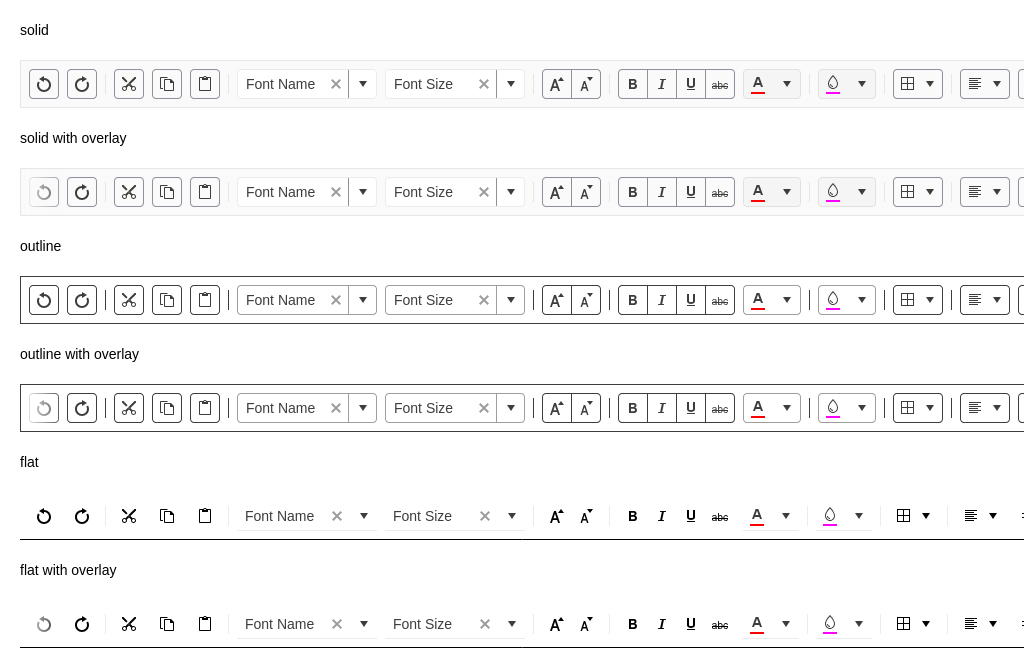 solid
Font Name Font Size A A B I U abc A
solid with overlay
Font Name Font Size A A B I U abc A
outline
Font Name Font Size A A B I U abc A
outline with overlay
Font Name Font Size A A B I U abc A
flat
Font Name Font Size A A B I U abc A
flat with overlay
Font Name Font Size A A B I U abc A